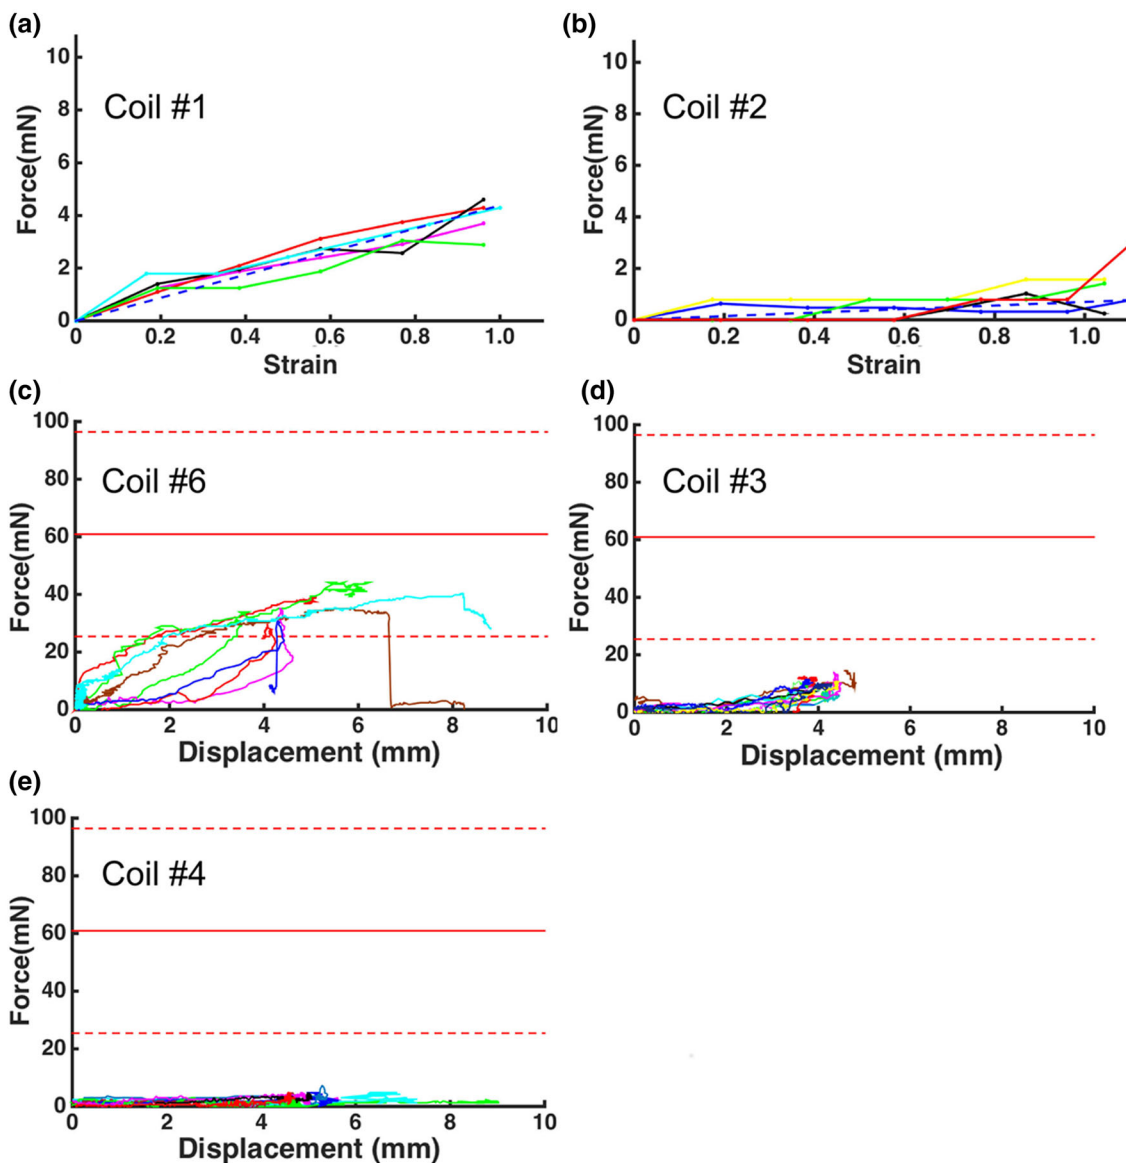 (a)
10
8
6
4
2
0
Force(mN)
Coil #1
0 0.2 0.4 0.6 0.8 1.0
Strain
(b)
10
8
6
4
2
0
Force(mN)
Coil #2
0 0.2 0.4 0.6 0.8 1.0
Strain
(c)
100
80
60
40
20
0
Force(mN)
Coil #6
0 2 4 6 8 10
Displacement (mm)
(d)
100
80
60
40
20
0
Force(mN)
Coil #3
0 2 4 6 8 10
Displacement (mm)
(e)
100
80
60
40
20
0
Force(mN)
Coil #4
0 2 4 6 8 10
Displacement (mm)